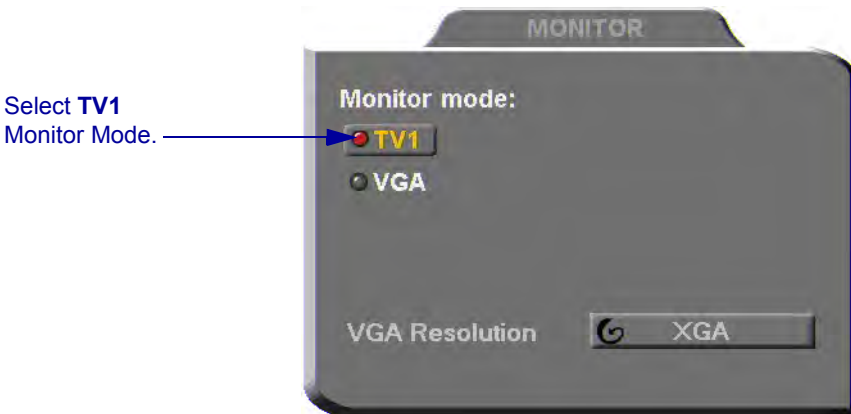 MONITOR
Select TV1
Monitor Mode.
Monitor mode:
TV1
VGA
VGA Resolution XGA